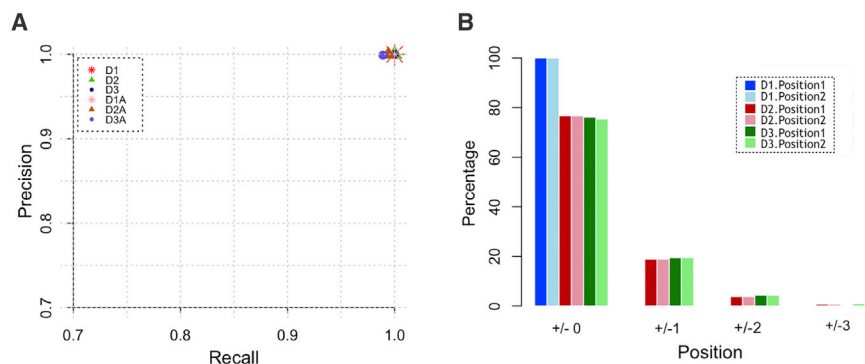 A
1.0
0.9
0.8
0.7
Precision
D1
D2
D3
D1A
D2A
D3A
0.7
0.8
0.9
1.0
Recall
B
100
80
60
40
20
0
Percentage
D1.Position1
D1.Position2
D2.Position1
D2.Position2
D3.Position1
D3.Position2
+/- 0
+/-1
+/-2
+/-3
Position